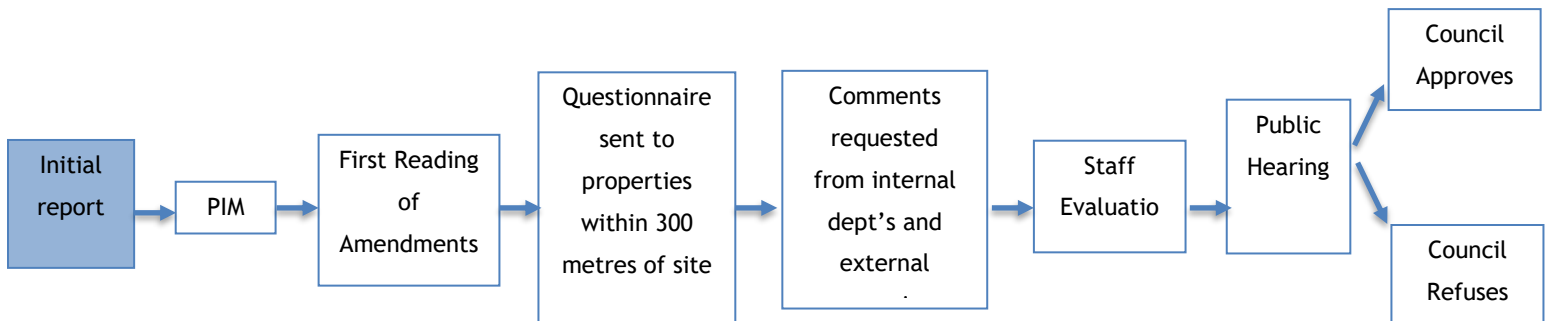 Initial
report
PIM
First Reading
of
Amendments
Questionnaire
sent to
properties
within 300
metres of site
Comments
requested
from internal
dept’s and
external
Staff
Evaluatio
Public
Hearing
Council
Approves
Council
Refuses